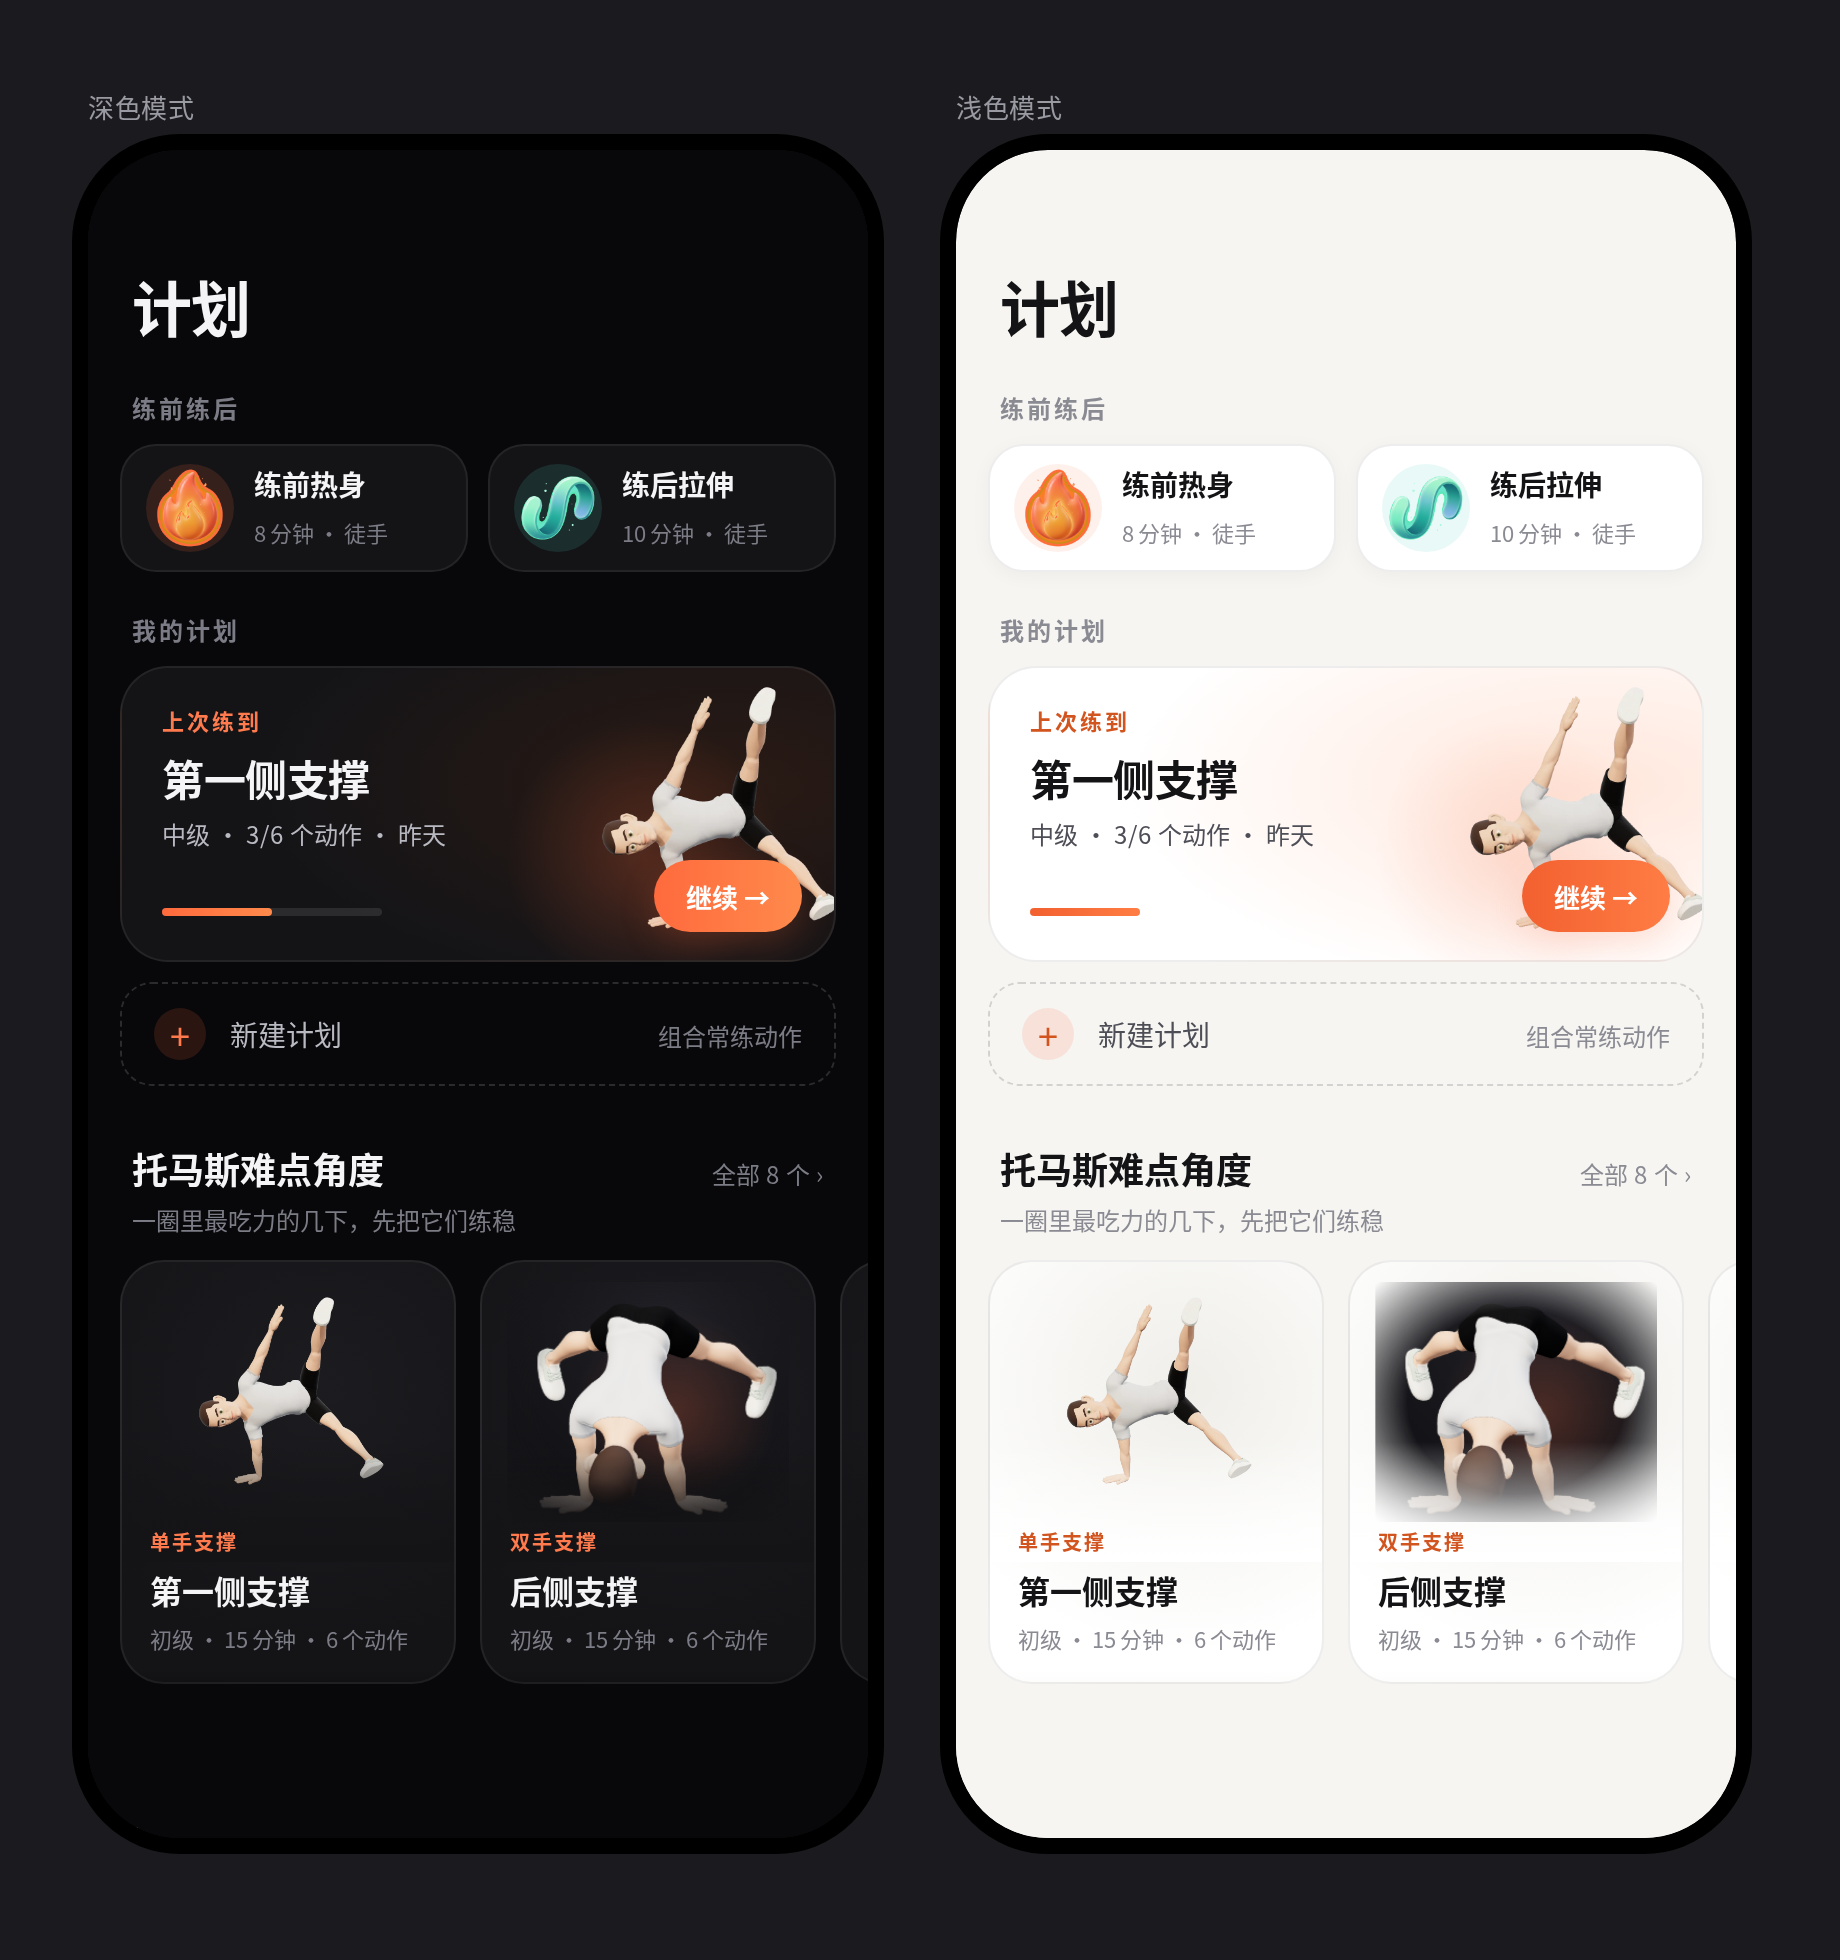 深色模式
计划
练前练后
练前热身
8 分钟 · 徒手
练后拉伸
10 分钟 · 徒手
我的计划
上次练到
第一侧支撑
中级 · 3/6 个动作 · 昨天
继续 →
+ 新建计划
组合常练动作
托马斯难点角度
全部 8 个 ›
一圈里最吃力的几下，先把它们练稳
单手支撑
第一侧支撑
初级 · 15 分钟 · 6 个动作
双手支撑
后侧支撑
初级 · 15 分钟 · 6 个动作
浅色模式
计划
练前练后
练前热身
8 分钟 · 徒手
练后拉伸
10 分钟 · 徒手
我的计划
上次练到
第一侧支撑
中级 · 3/6 个动作 · 昨天
继续 →
+ 新建计划
组合常练动作
托马斯难点角度
全部 8 个 ›
一圈里最吃力的几下，先把它们练稳
单手支撑
第一侧支撑
初级 · 15 分钟 · 6 个动作
双手支撑
后侧支撑
初级 · 15 分钟 · 6 个动作